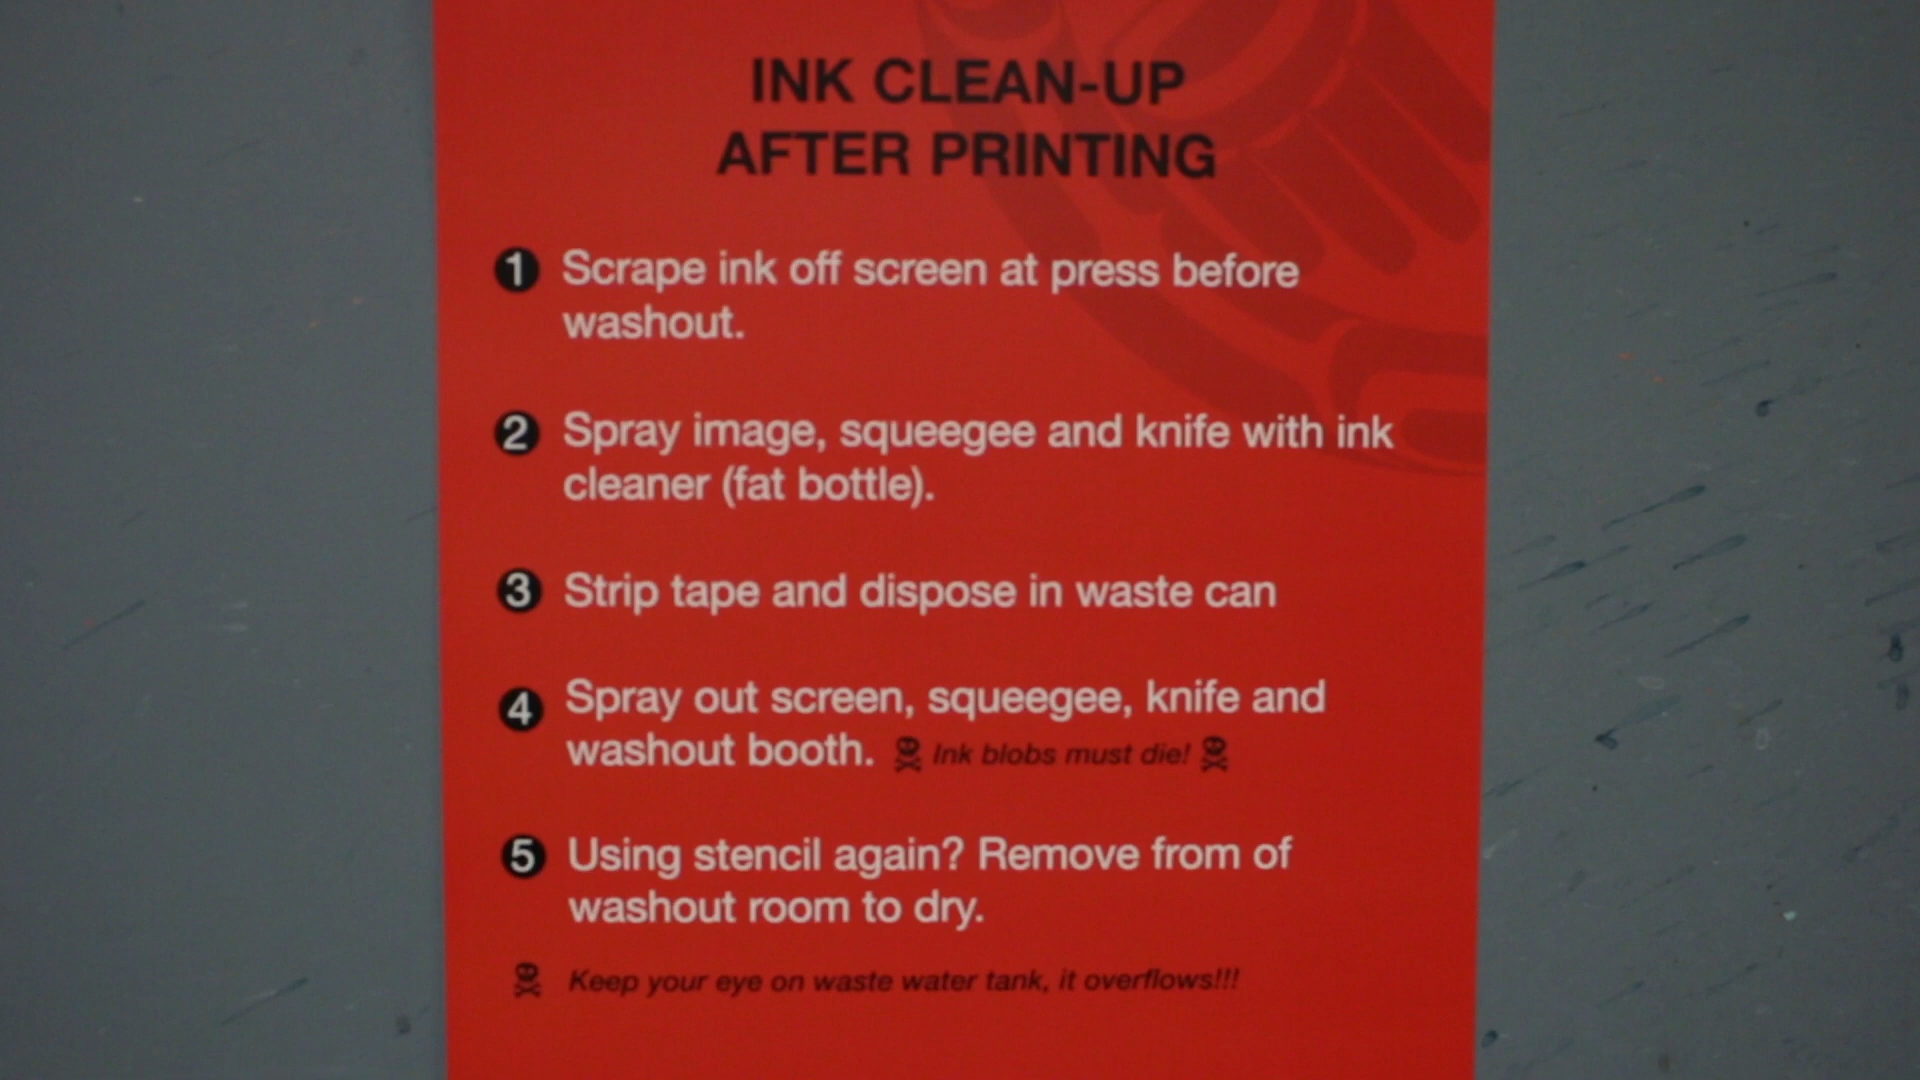 INK CLEAN-UP
AFTER PRINTING
1 Scrape ink off screen at press before
washout.
2 Spray image, squeegee and knife with ink
cleaner (fat bottle).
3 Strip tape and dispose in waste can
4 Spray out screen, squeegee, knife and
washout booth. Ink blobs must die!
5 Using stencil again? Remove from of
washout room to dry.
Keep your eye on waste water tank, it overflows!!!